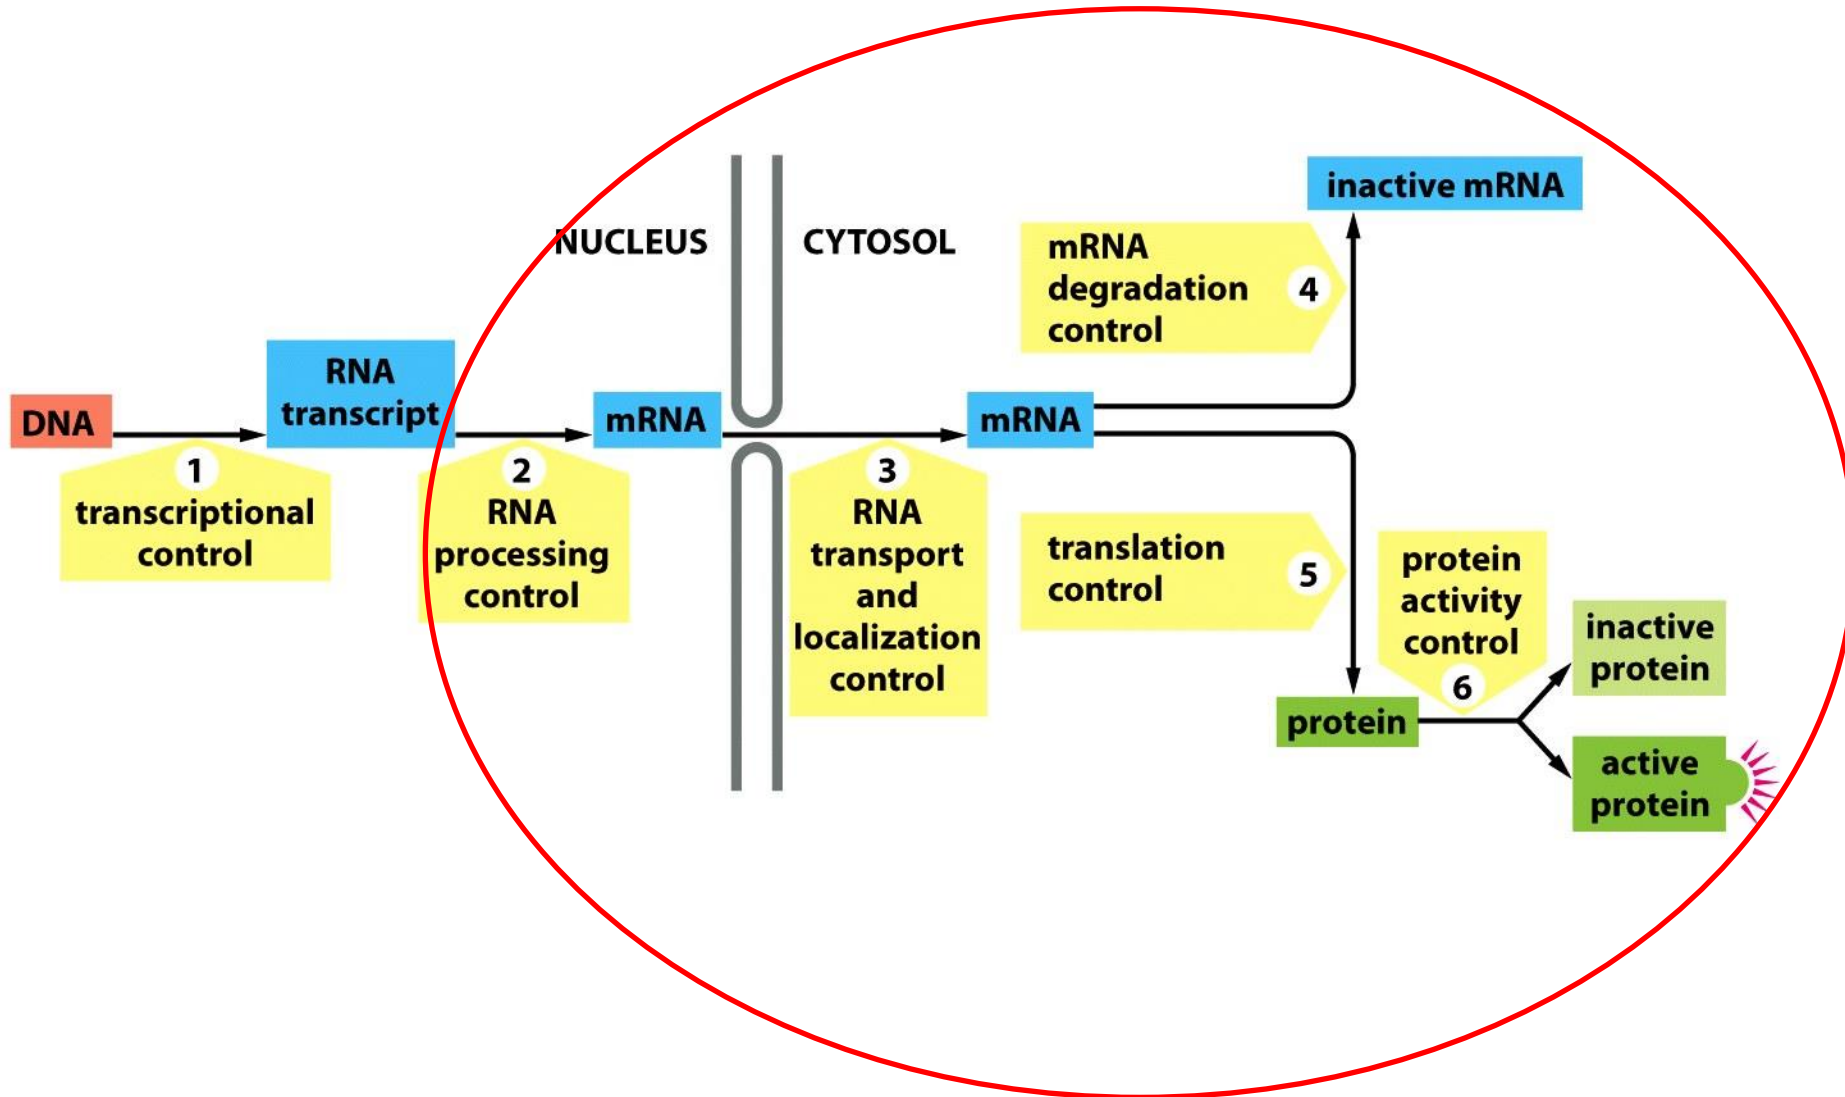 NUCLEUS
CYTOSOL
DNA
1
transcriptional
control
RNA
transcript
2
RNA
processing
control
mRNA
3
RNA
transport
and
localization
control
mRNA
mRNA
degradation
control
4
inactive mRNA
translation
control
5
protein
protein
activity
control
6
inactive
protein
active
protein